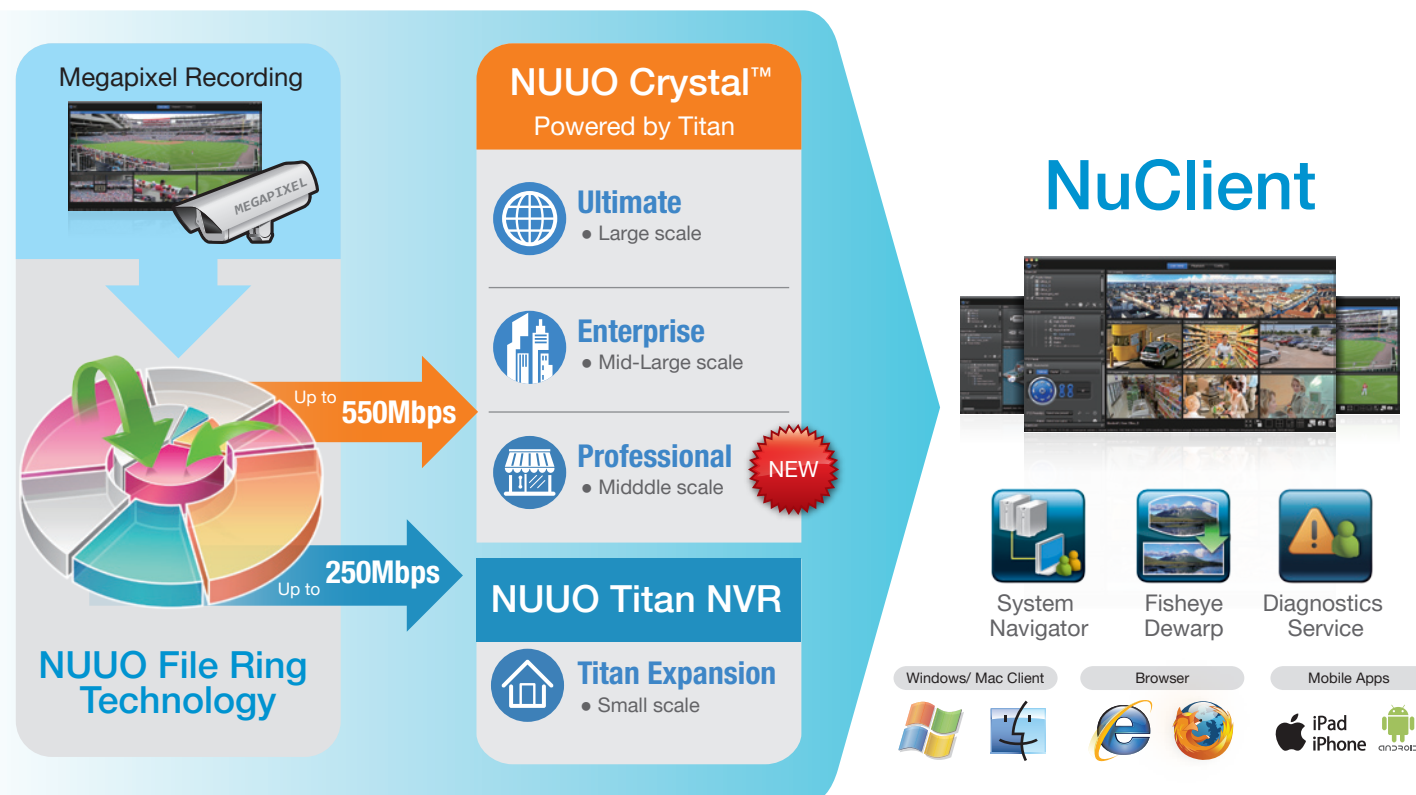 Megapixel Recording
MEGAPIXEL
Up to 550Mbps
Up to 250Mbps
NUUO File Ring
Technology
NUUO Crystal™
Powered by Titan
Ultimate
● Large scale
Enterprise
● Mid-Large scale
Professional
● Midddle scale
NEW
NUUO Titan NVR
Titan Expansion
● Small scale
NuClient
System
Navigator
Fisheye
Dewarp
Diagnostics
Service
Windows/ Mac Client
Browser
Mobile Apps
iPad
iPhone
ANDROID